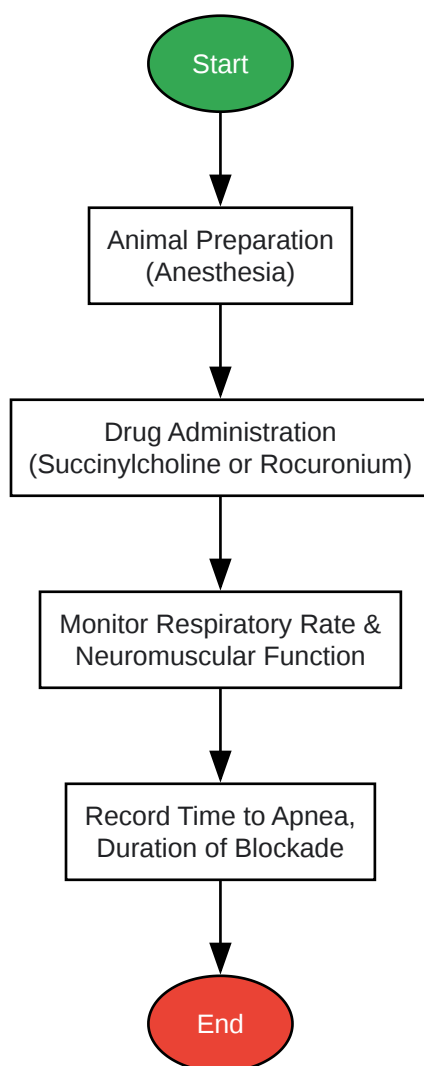 Start
Animal Preparation
(Anesthesia)
Drug Administration
(Succinylcholine or Rocuronium)
Monitor Respiratory Rate &
Neuromuscular Function
Record Time to Apnea,
Duration of Blockade
End